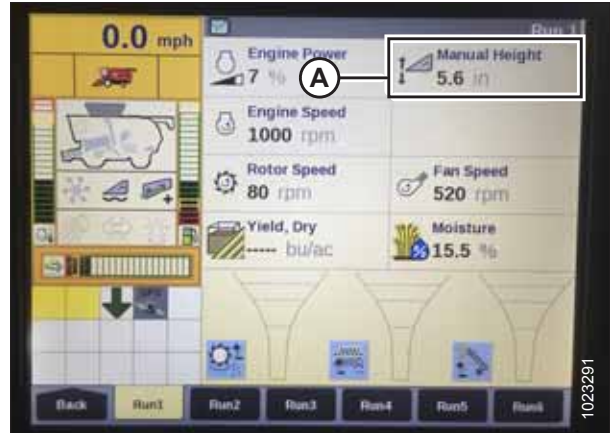 0.0 mph
Run 1
Engine Power
7 %
A
Manual Height
5.6 in
Engine Speed
1000 rpm
Rotor Speed
80 rpm
Fan Speed
520 rpm
Yield, Dry
----- bu/ac
Moisture
15.5 %
Back
Run1
Run2
Run3
Run4
Run5
Run6
1023291